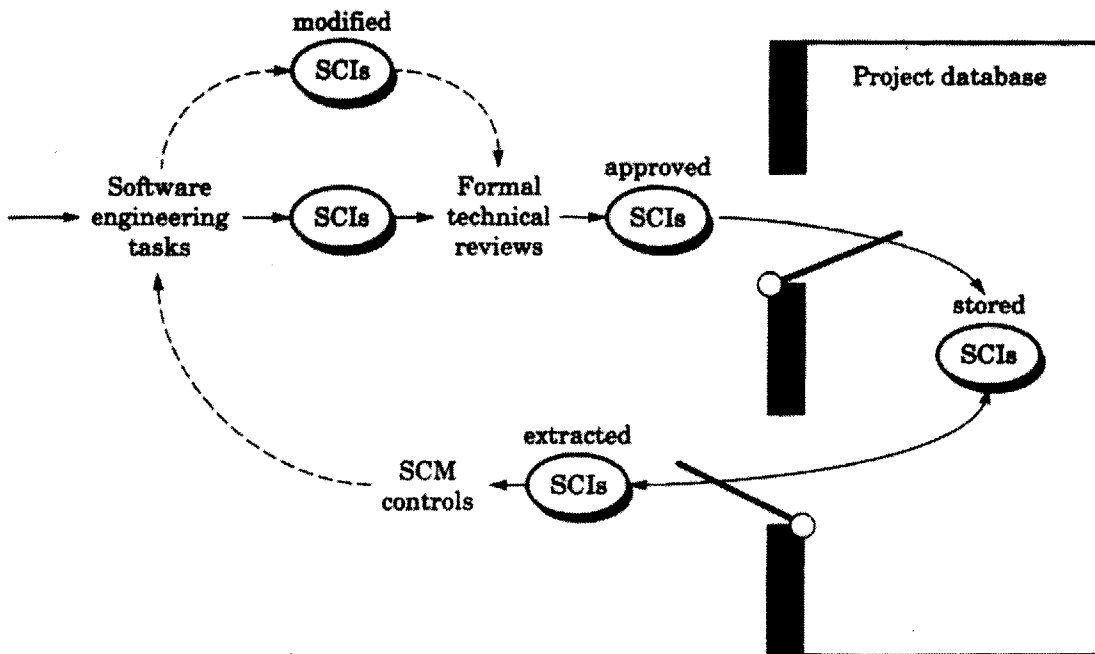 modified
SCIs
Project database
Software
engineering
tasks
SCIs
Formal
technical
reviews
approved
SCIs
stored
SCIs
extracted
SCIs
SCM
controls